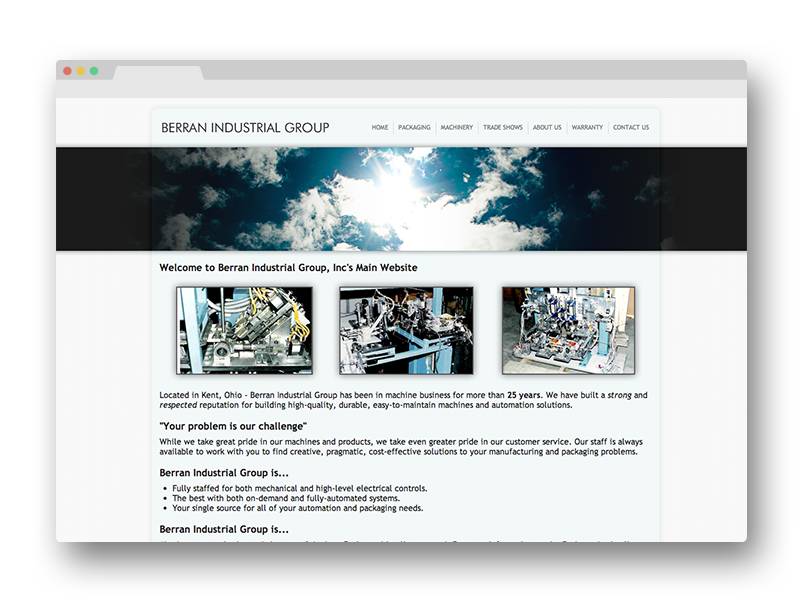 BERRAN INDUSTRIAL GROUP
HOME PACKAGING MACHINERY TRADE SHOWS ABOUT US WARRANTY CONTACT US
Welcome to Berran Industrial Group, Inc's Main Website
Located in Kent, Ohio - Berran Industrial Group has been in machine business for more than 25 years. We have built a strong and
respected reputation for building high-quality, durable, easy-to-maintain machines and automation solutions.
"Your problem is our challenge"
While we take great pride in our machines and products, we take even greater pride in our customer service. Our staff is always
available to work with you to find creative, pragmatic, cost-effective solutions to your manufacturing and packaging problems.
Berran Industrial Group is...
• Fully staffed for both mechanical and high-level electrical controls.
• The best with both on-demand and fully-automated systems.
• Your single source for all of your automation and packaging needs.
Berran Industrial Group is...